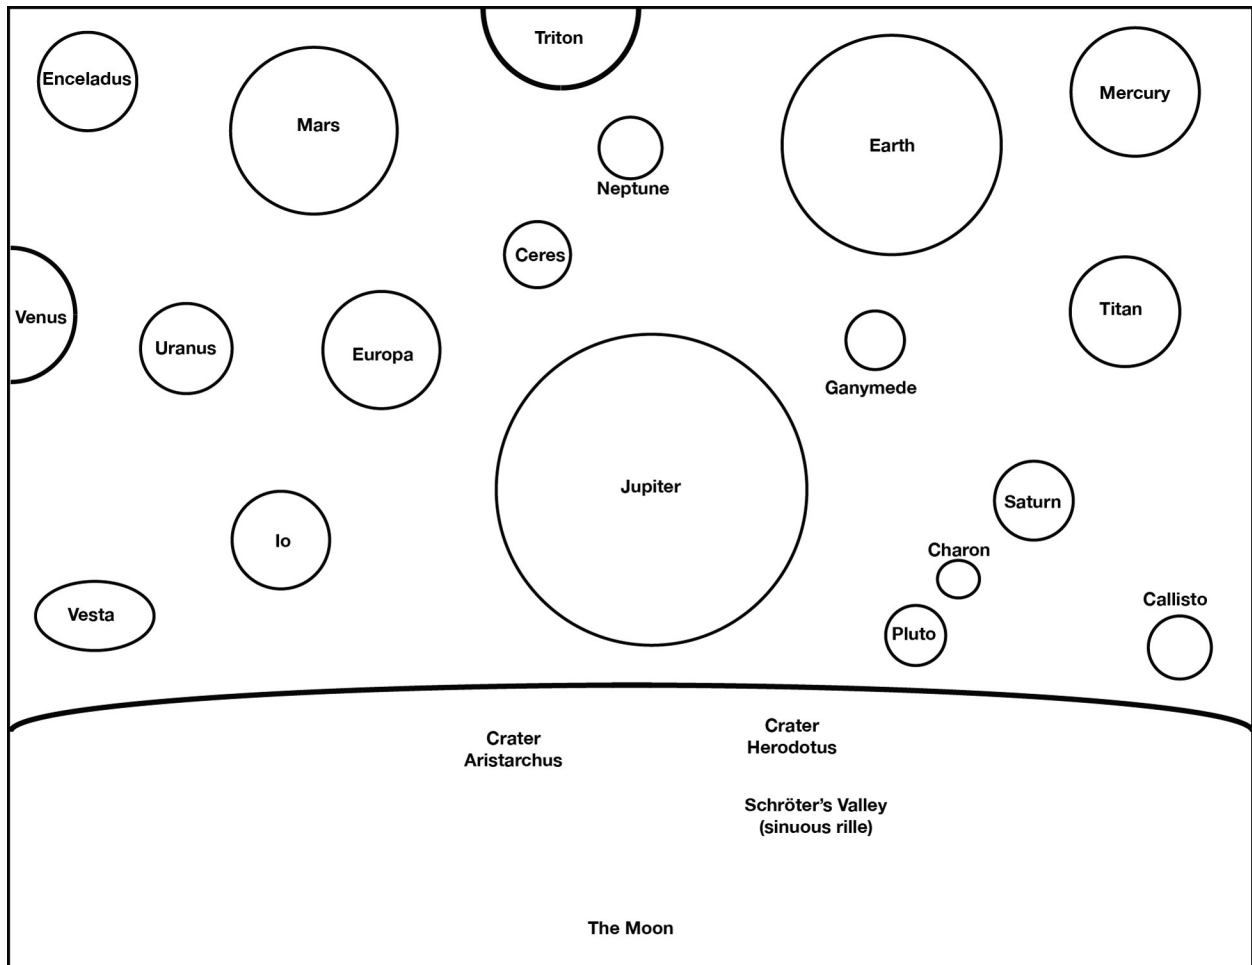 Triton
Enceladus
Mercury
Mars
Earth
Neptune
Ceres
Titan
Venus
Uranus
Europa
Ganymede
Jupiter
Saturn
Io
Charon
Callisto
Vesta
Pluto
Crater
Aristarchus
Crater
Herodotus
Schröter’s Valley
(sinuous rille)
The Moon